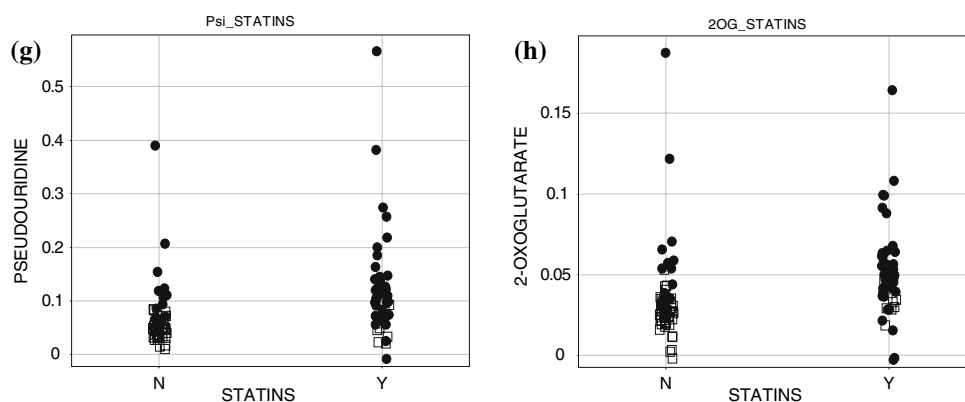 (g)
Psi_STATINS
PSEUDOURIDINE
0.5
0.4
0.3
0.2
0.1
0
N
Y
STATINS
(h)
2OG_STATINS
2-OXOGLUTARATE
0.15
0.1
0.05
0
N
Y
STATINS